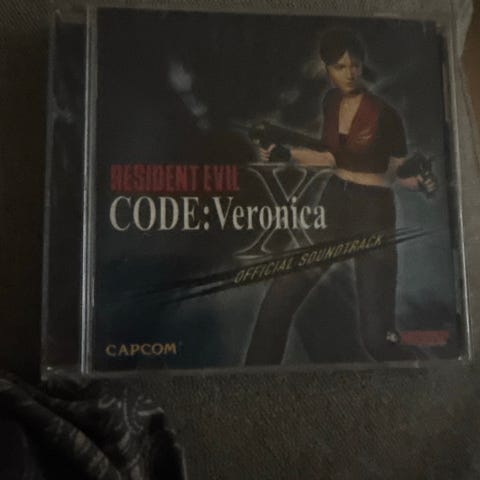 RESIDENT EVIL
X
CODE:Veronica
OFFICIAL SOUNDTRACK
CAPCOM